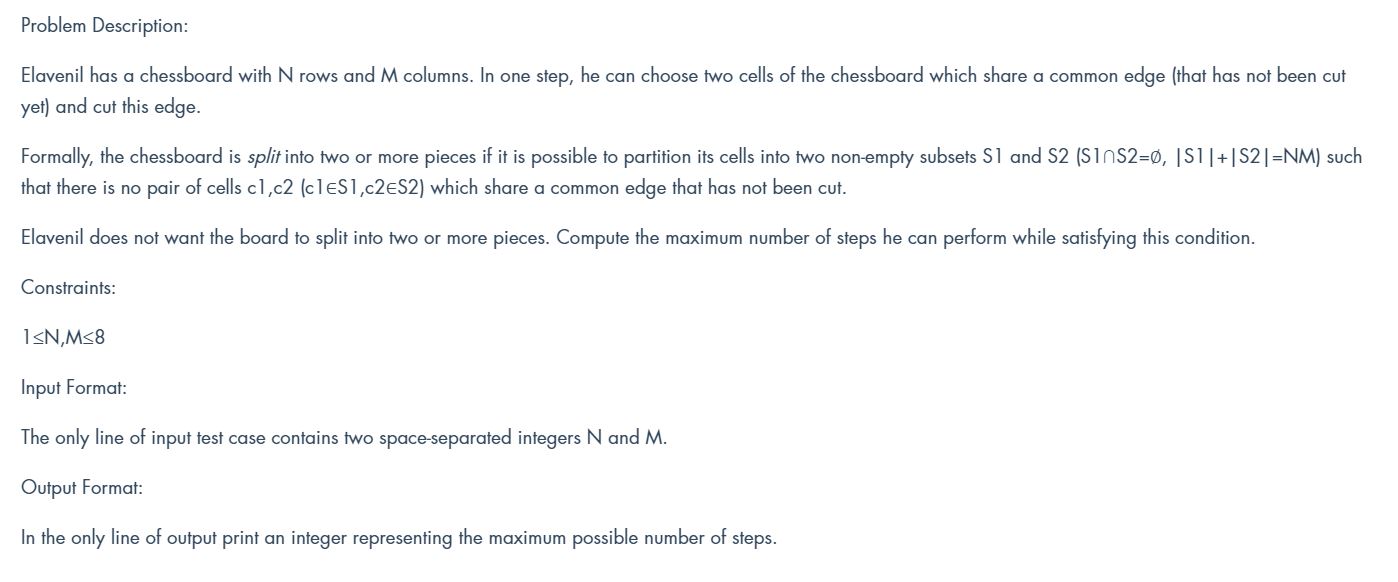 Problem Description:
Elavenil has a chessboard with N rows and M columns. In one step, he can choose two cells of the chessboard which share a common edge (that has not been cut
yet) and cut this edge.
Formally, the chessboard is split into two or more pieces if it is possible to partition its cells into two non-empty subsets S1 and S2 (S1∩S2=∅, |S1|+|S2|=NM) such
that there is no pair of cells c1,c2 (c1∈S1,c2∈S2) which share a common edge that has not been cut.
Elavenil does not want the board to split into two or more pieces. Compute the maximum number of steps he can perform while satisfying this condition.
Constraints:
1≤N,M≤8
Input Format:
The only line of input test case contains two space-separated integers N and M.
Output Format:
In the only line of output print an integer representing the maximum possible number of steps.